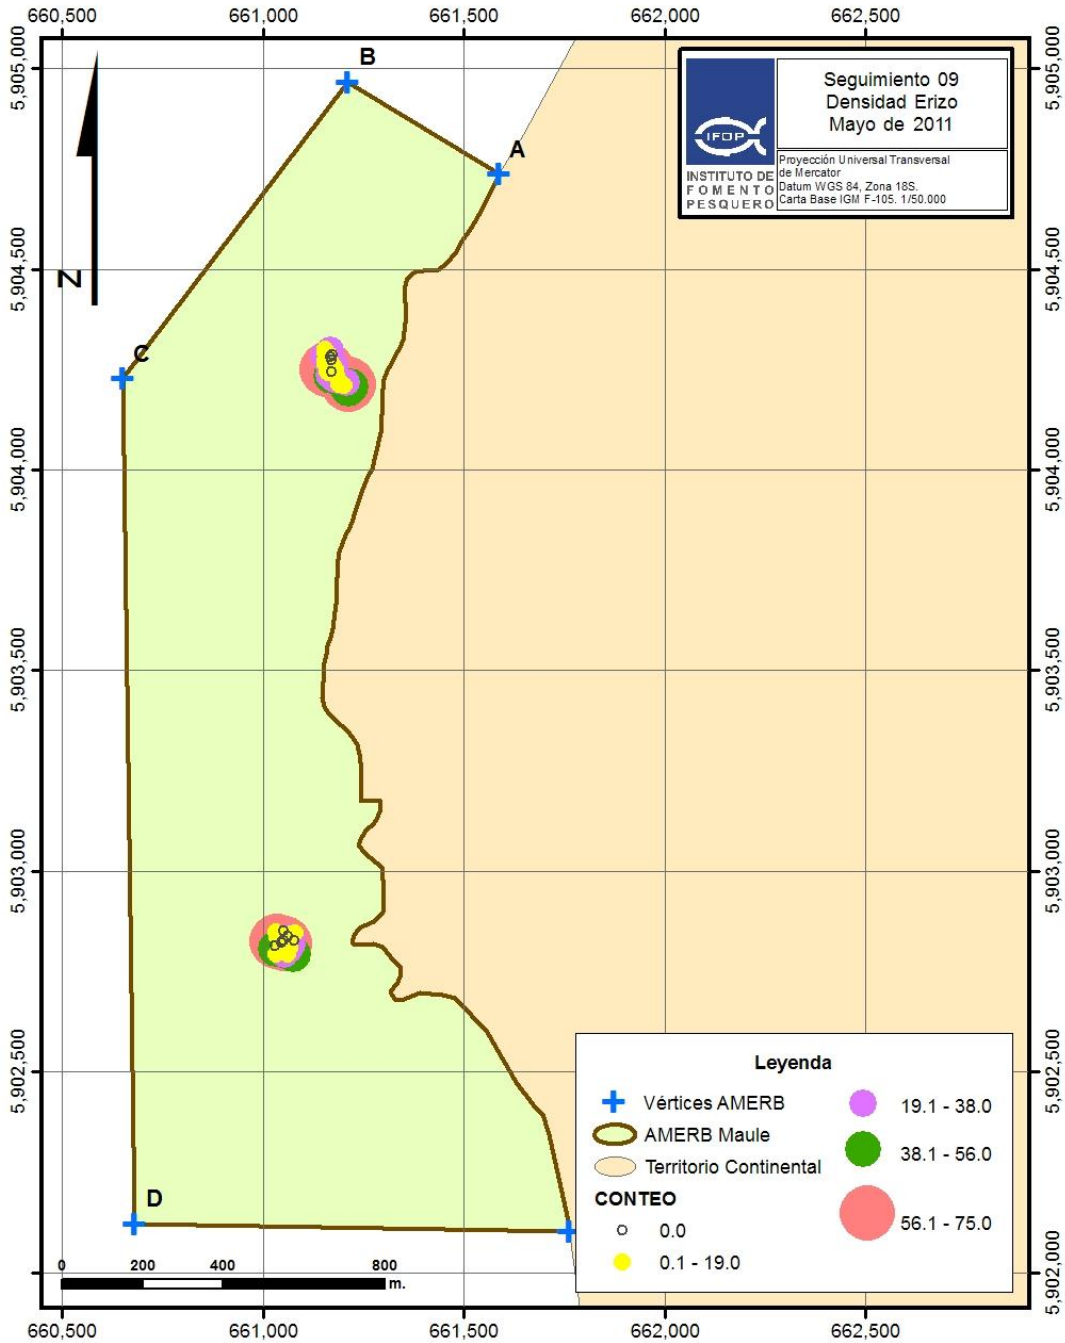 660,500 661,000 661,500 662,000 662,500
5,905,000
5,904,500
5,904,000
5,903,500
5,903,000
5,902,500
5,902,000
B
A
C
D
N
IFOP
INSTITUTO DE
FOMENTO
PESQUERO
Seguimiento 09
Densidad Erizo
Mayo de 2011
Proyección Universal Transversal
de Mercator
Datum WGS 84, Zona 18S.
Carta Base IGM F-105. 1/50.000
5,905,000
5,904,500
5,904,000
5,903,500
5,903,000
5,902,500
5,902,000
Leyenda
Vértices AMERB
AMERB Maule
Territorio Continental
CONTEO
0.0
0.1 - 19.0
19.1 - 38.0
38.1 - 56.0
56.1 - 75.0
0 200 400 800
m.
660,500 661,000 661,500 662,000 662,500